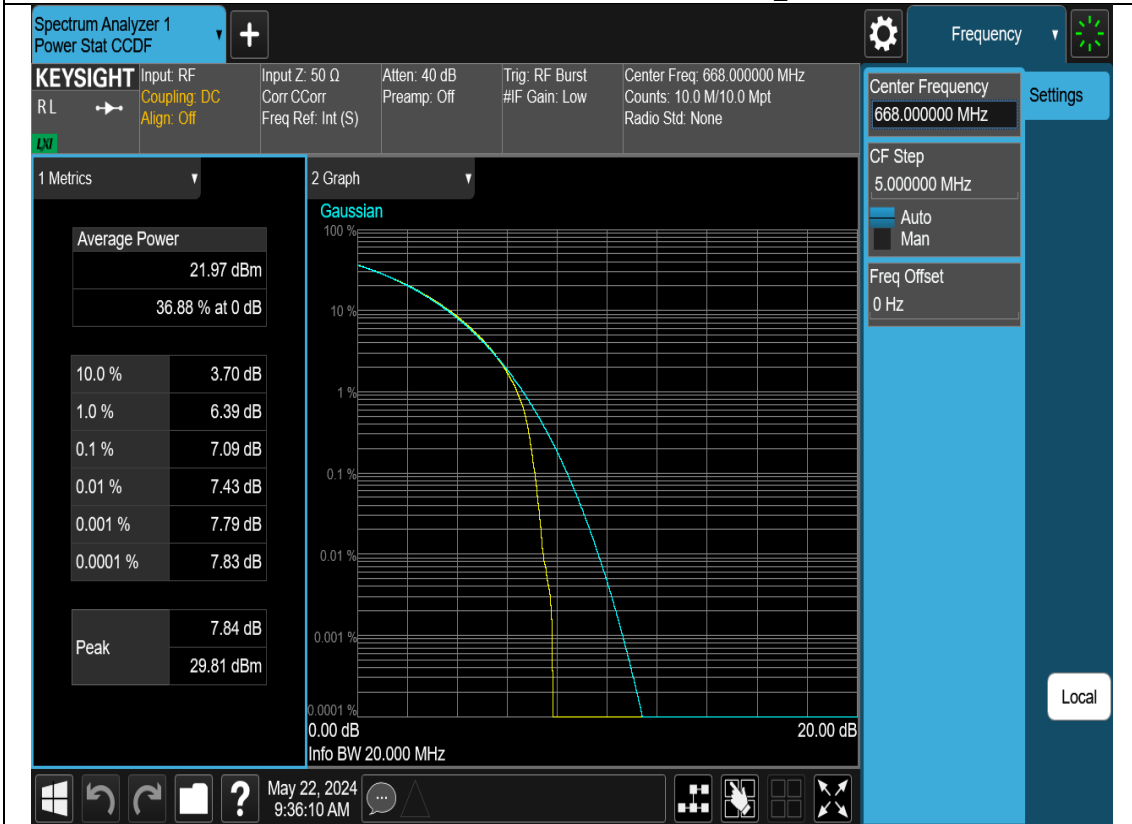 Spectrum Analyzer 1
Power Stat CCDF
Frequency
KEYSIGHT
RL
LXI
Input: RF
Coupling: DC
Align: Off
Input Z: 50 Ω
Corr CCorr
Freq Ref: Int (S)
Atten: 40 dB
Preamp: Off
Trig: RF Burst
#IF Gain: Low
Center Freq: 668.000000 MHz
Counts: 10.0 M/10.0 Mpt
Radio Std: None
Center Frequency
668.000000 MHz
Settings
CF Step
5.000000 MHz
Auto
Man
Freq Offset
0 Hz
Local
1 Metrics
Average Power
21.97 dBm
36.88 % at 0 dB
10.0 % 3.70 dB
1.0 % 6.39 dB
0.1 % 7.09 dB
0.01 % 7.43 dB
0.001 % 7.79 dB
0.0001 % 7.83 dB
Peak 7.84 dB
29.81 dBm
2 Graph
Gaussian
100 %
10 %
1 %
0.1 %
0.01 %
0.001 %
0.0001 %
0.00 dB 20.00 dB
Info BW 20.000 MHz
?
May 22, 2024
9:36:10 AM